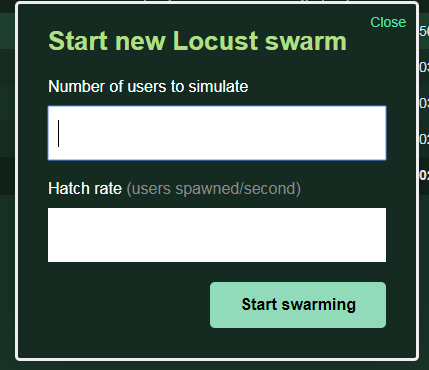 Close
Start new Locust swarm
Number of users to simulate
Hatch rate (users spawned/second)
Start swarming